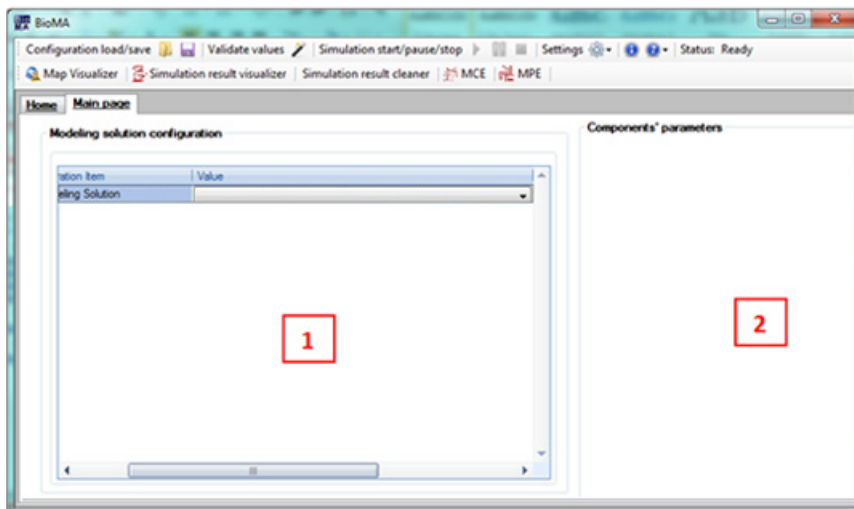 BioMA
Configuration load/save Validate values Simulation start/pause/stop Settings Status: Ready
Map Visualizer Simulation result visualizer Simulation result cleaner MCE MPE
Home Main page
Modeling solution configuration
Components' parameters
ration Item Value
eling Solution
1
2